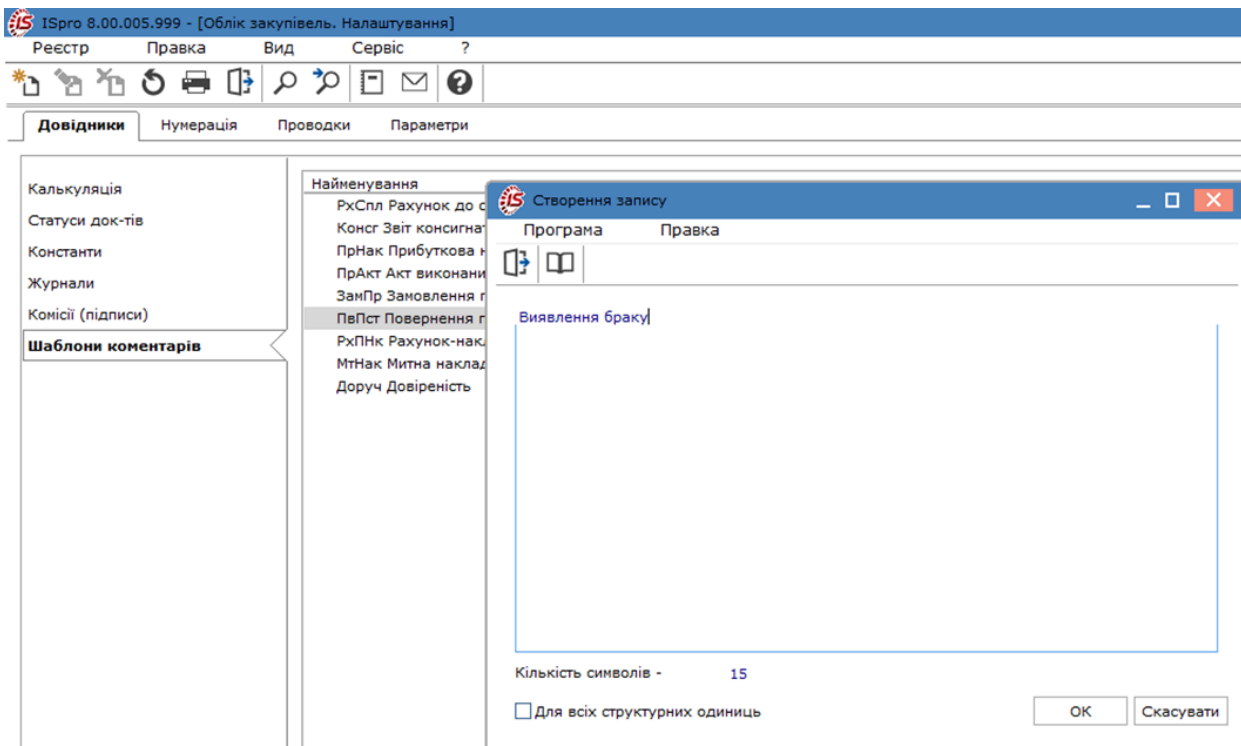 ISpro 8.00.005.999 - [Облік закупівель. Налаштування]
Реєстр Правка Вид Сервіс ?
Довідники Нумерація Проводки Параметри
Калькуляція
Статуси док-тів
Константи
Журнали
Комісії (підписи)
Шаблони коментарів
Найменування
РхСпл Рахунок до с
Консг Звіт консигнат
ПрНак Прибуткова н
ПрАкт Акт виконани
ЗамПр Замовлення п
ПвПст Повернення п
РхПНк Рахунок-нак
МтНак Митна наклад
Доруч Довіреність
Створення запису
Програма Правка
Виявлення браку
Кількість символів - 15
Для всіх структурних одиниць
ОК Скасувати